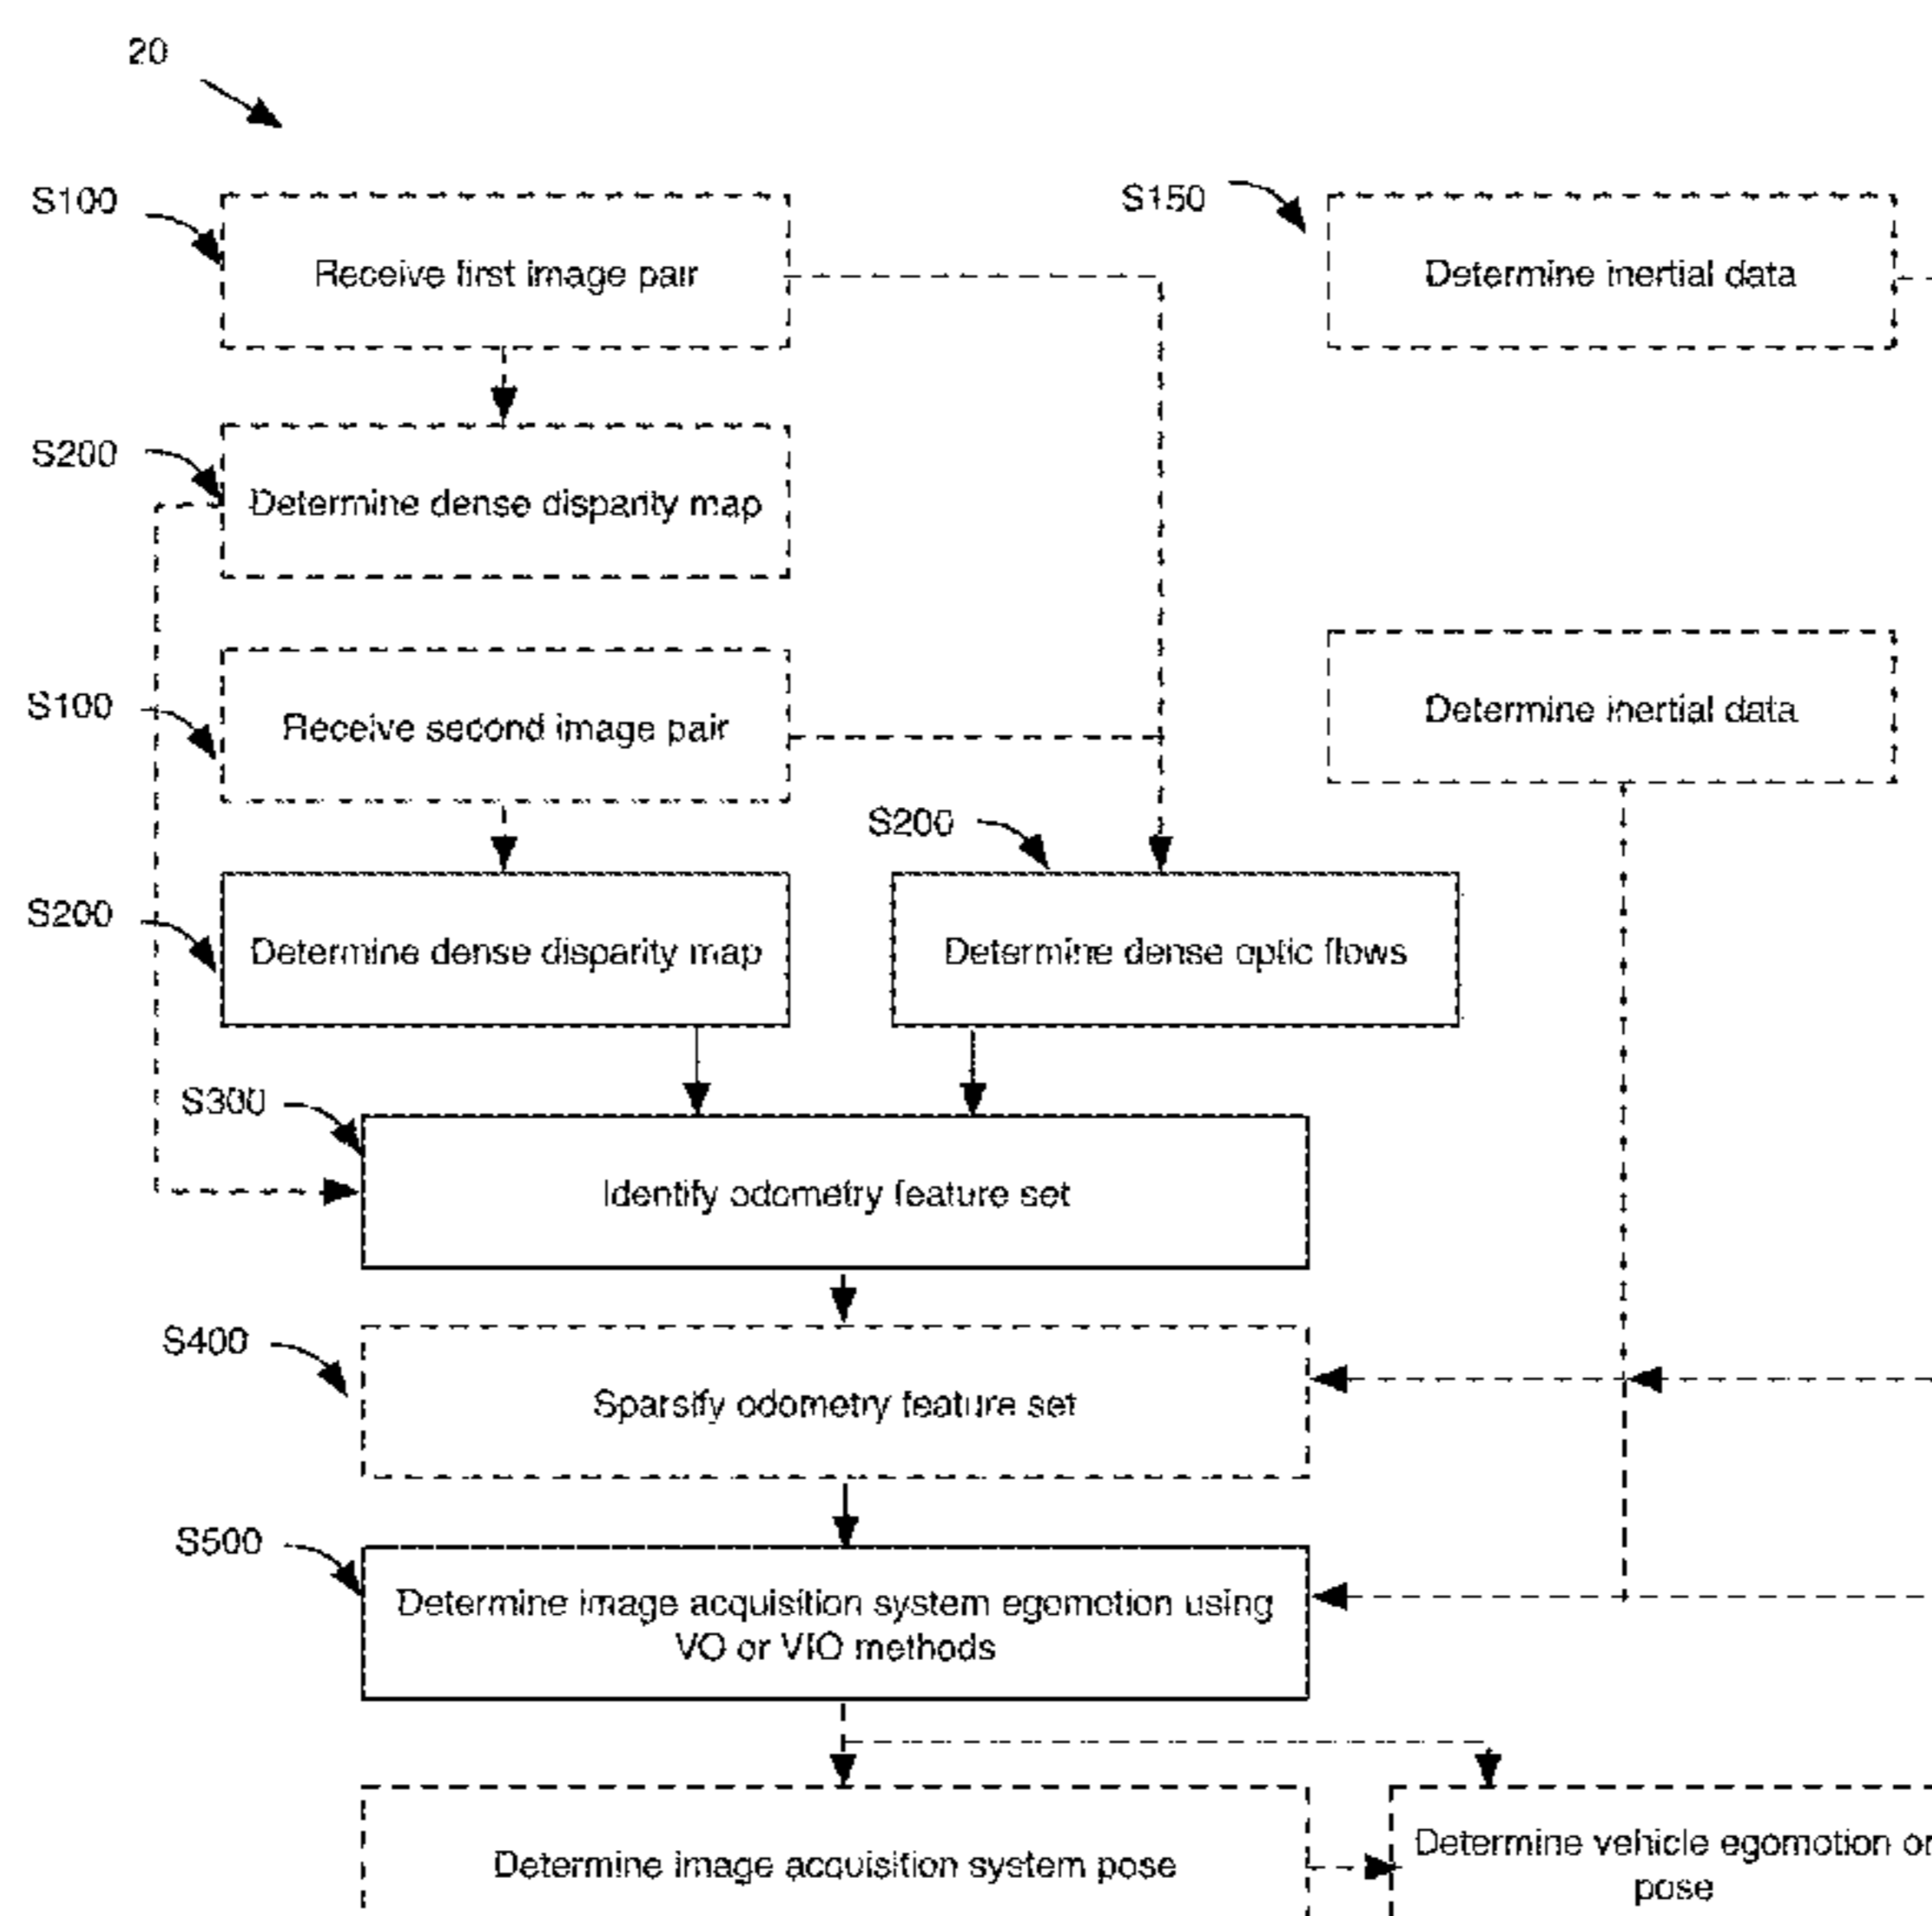 20
S100
Receive first image pair
S150
Determine inertial data
S200
Determine dense disparity map
S100
Receive second image pair
Determine inertial data
S200
S200
Determine dense disparity map
Determine dense optic flows
S300
Identify odometry feature set
S400
Sparsify odometry feature set
S500
Determine image acquisition system egomotion using
VO or VIO methods
Determine image acquisition system pose
Determine vehicle egomotion or
pose